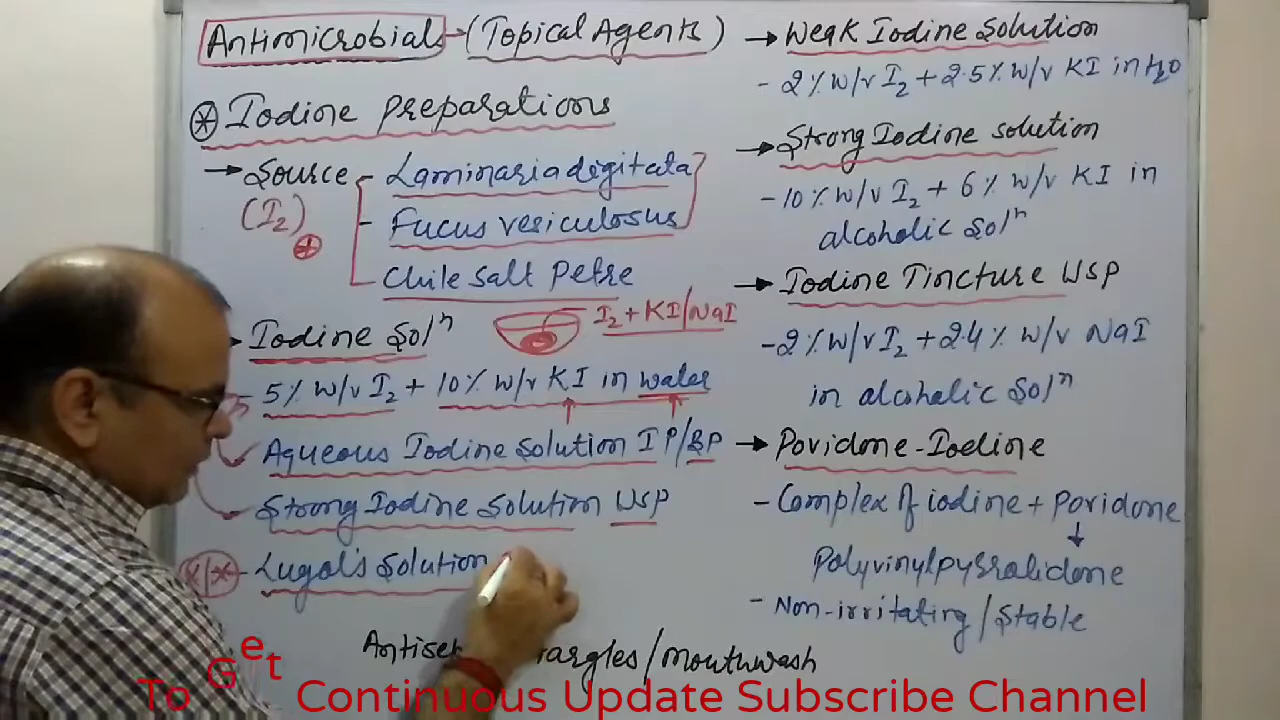 Antimicrobials → (Topical Agents)
⊛ Iodine preparations
→ Source - Laminaria digitata
(I₂) - Fucus vesiculosus
- Chile Salt Petre
Iodine Solⁿ
I₂ + KI/NaI
- 5% w/v I₂ + 10% w/v KI in water
Aqueous Iodine Solution IP/BP
Strong Iodine Solution USP
- Lugol's Solution
gargles/mouthwash
→ Weak Iodine Solution
- 2% w/v I₂ + 2.5% w/v KI in H₂O
→ Strong Iodine solution
- 10% w/v I₂ + 6% w/v KI in
alcoholic Solⁿ
→ Iodine Tincture USP
- 2% w/v I₂ + 2.4% w/v NaI
in alcoholic Solⁿ
→ Povidone-Iodine
- Complex of iodine + Povidone
↓
Polyvinylpyrralidone
- Non-irritating/Stable
To Get Continuous Update Subscribe Channel